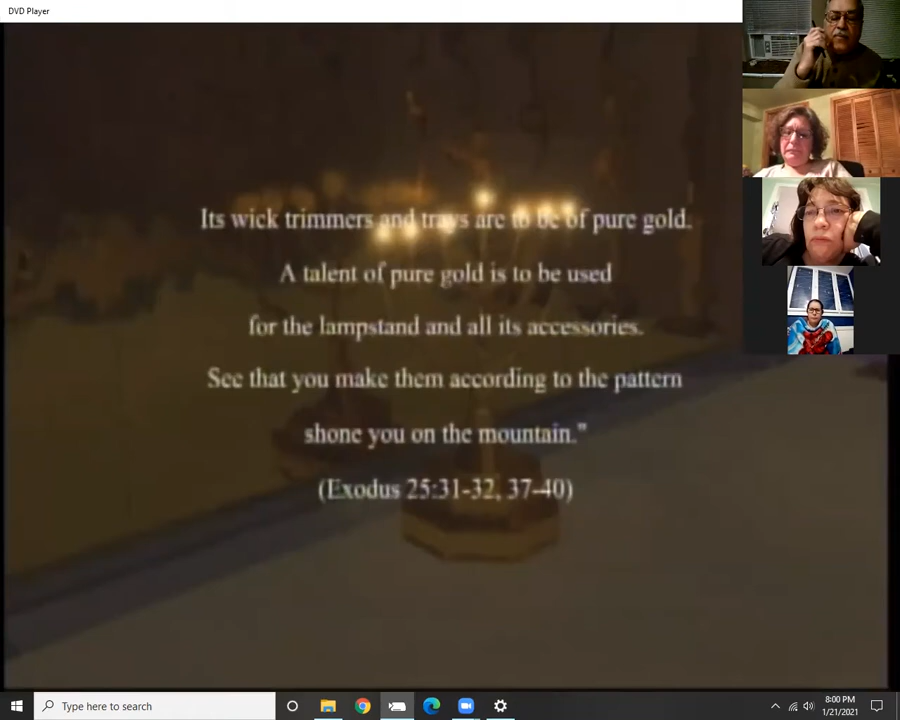 DVD Player
Its wick trimmers and trays are to be of pure gold.
A talent of pure gold is to be used
for the lampstand and all its accessories.
See that you make them according to the pattern
shone you on the mountain."
(Exodus 25:31-32, 37-40)
Type here to search
8:00 PM
1/21/2021